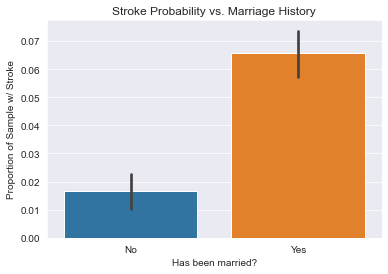 Stroke Probability vs. Marriage History
Proportion of Sample w/ Stroke
0.07
0.06
0.05
0.04
0.03
0.02
0.01
0.00
No
Yes
Has been married?